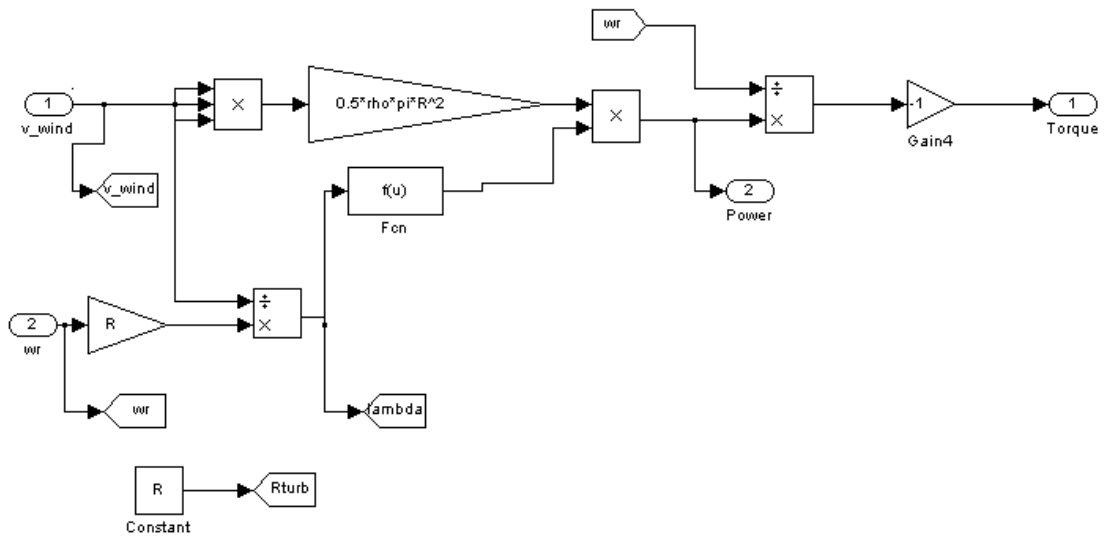 wr
1
v_wind
×
0.5*rho*pi*R^2
×
÷
×
-1
Gain4
1
Torque
v_wind
f(u)
Fcn
2
Power
÷
×
R
2
wr
wr
lambda
R
Constant
Rturb